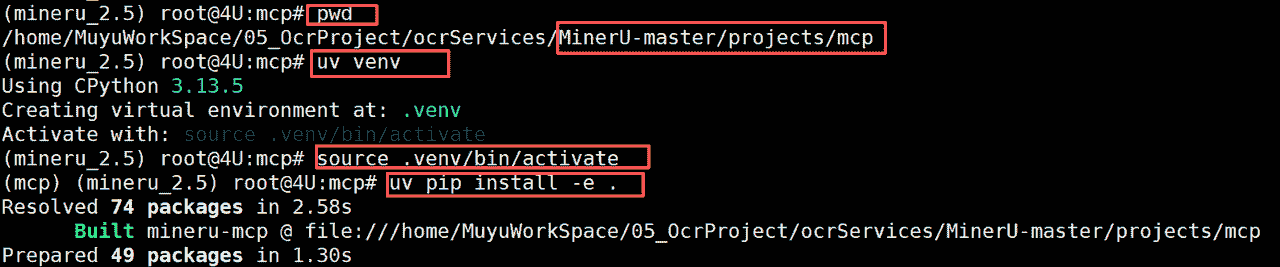 (mineru_2.5) root@4U:mcp# pwd
/home/MuyuWorkSpace/05_OcrProject/ocrServices/MinerU-master/projects/mcp
(mineru_2.5) root@4U:mcp# uv venv
Using CPython 3.13.5
Creating virtual environment at: .venv
Activate with: source .venv/bin/activate
(mineru_2.5) root@4U:mcp# source .venv/bin/activate
(mcp) (mineru_2.5) root@4U:mcp# uv pip install -e .
Resolved 74 packages in 2.58s
Built mineru-mcp @ file:///home/MuyuWorkSpace/05_OcrProject/ocrServices/MinerU-master/projects/mcp
Prepared 49 packages in 1.30s